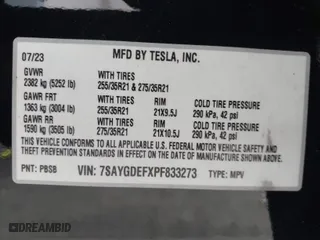 07/23 MFD BY TESLA, INC.
GVWR WITH TIRES
2382 kg (5252 lb) 255/35R21 & 275/35R21
GAWR FRT WITH TIRES RIM COLD TIRE PRESSURE
1363 kg (3004 lb) 255/35R21 21X9.5J 290 kPa, 42 psi
GAWR RR WITH TIRES RIM COLD TIRE PRESSURE
1590 kg (3505 lb) 275/35R21 21X10.5J 290 kPa, 42 psi
THIS VEHICLE CONFORMS TO ALL APPLICABLE U.S. FEDERAL MOTOR VEHICLE SAFETY
AND THEFT PREVENTION STANDARDS IN EFFECT ON THE DATE OF MANUFACTURE SHOWN ABOVE.
PNT: PBSB VIN: 7SAYGDEFXPF833273 TYPE: MPV